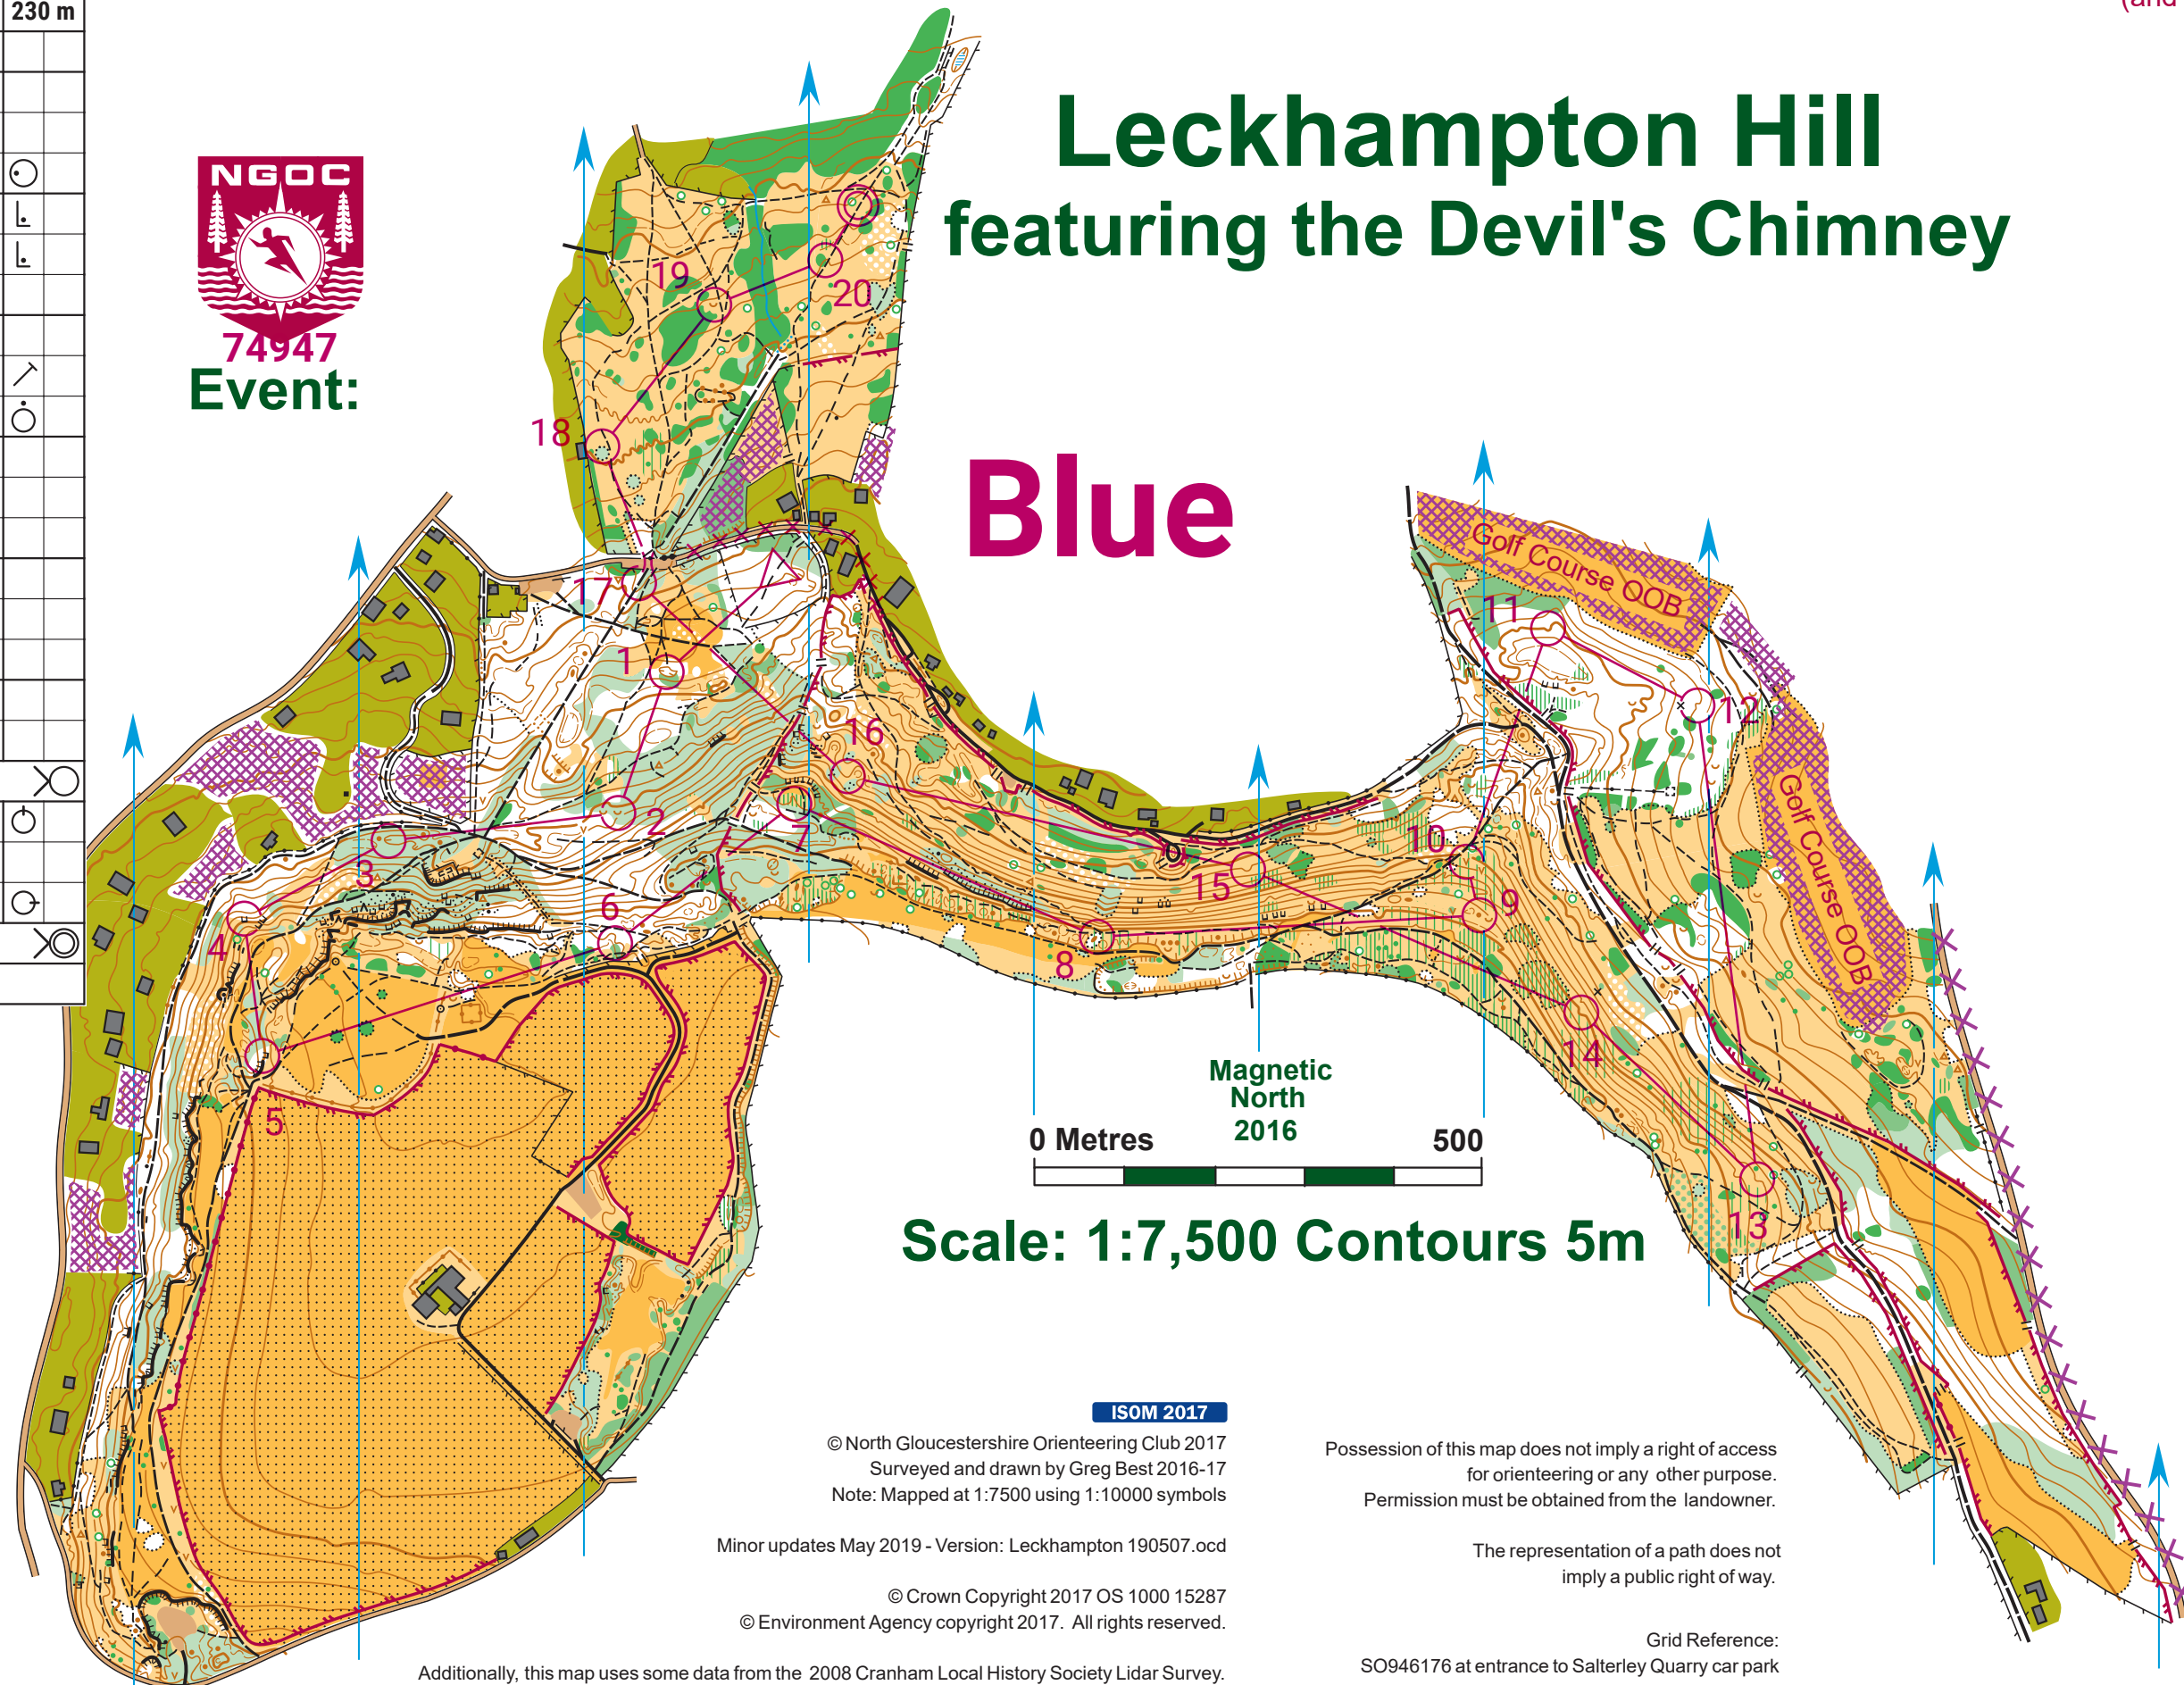 230 m
(and
NGOC
74947
Event:
Leckhampton Hill
featuring the Devil's Chimney
Blue
19
20
18
17
1
16
2
7
3
4
6
5
8
15
10
9
11
12
14
13
Golf Course OOB
Golf Course OOB
Magnetic
North
2016
0 Metres
500
Scale: 1:7,500 Contours 5m
ISOM 2017
© North Gloucestershire Orienteering Club 2017
Surveyed and drawn by Greg Best 2016-17
Note: Mapped at 1:7500 using 1:10000 symbols
Minor updates May 2019 - Version: Leckhampton 190507.ocd
© Crown Copyright 2017 OS 1000 15287
© Environment Agency copyright 2017. All rights reserved.
Additionally, this map uses some data from the 2008 Cranham Local History Society Lidar Survey.
Possession of this map does not imply a right of access
for orienteering or any other purpose.
Permission must be obtained from the landowner.
The representation of a path does not
imply a public right of way.
Grid Reference:
SO946176 at entrance to Salterley Quarry car park